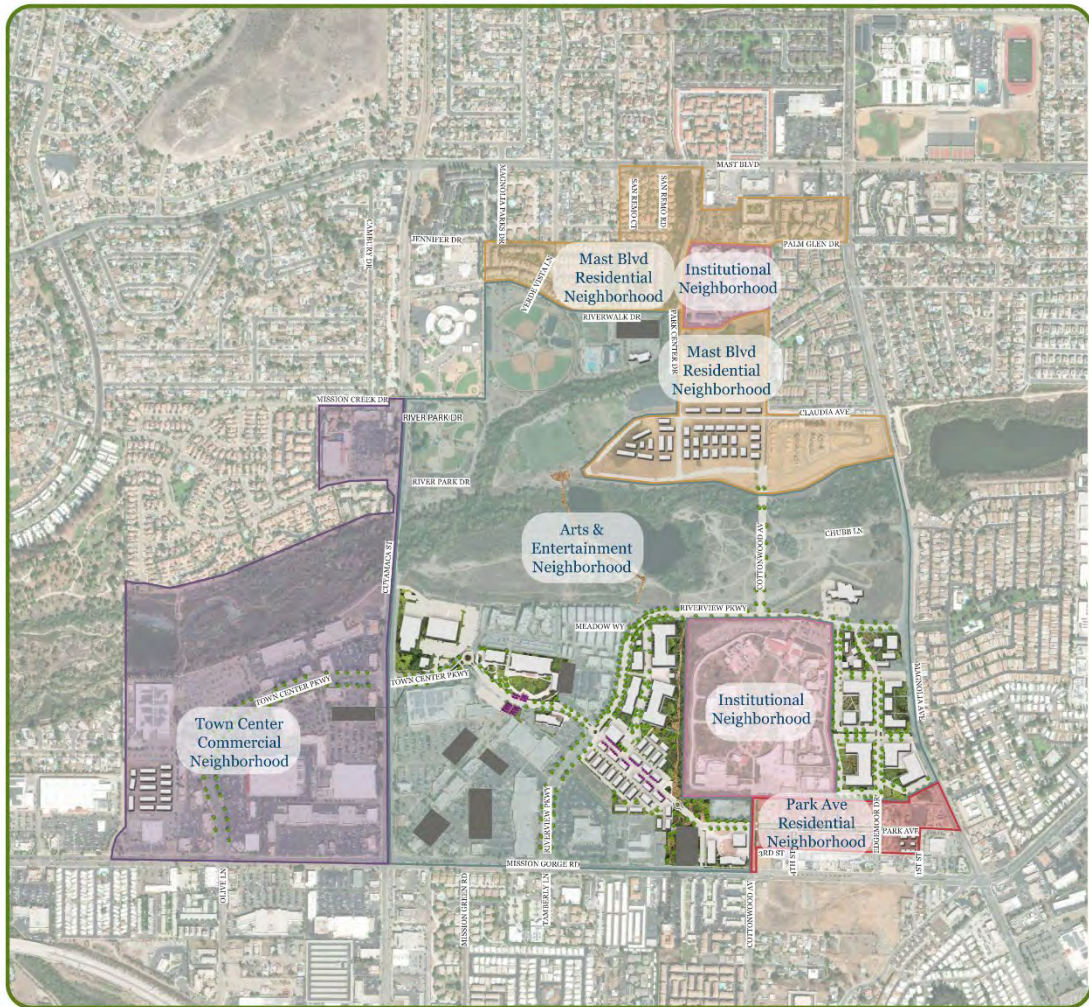 MAST BLVD
MAGNOLIA PARKS DR
SAN REMO CT
SAN REMO RD
CAMBURY DR
JENNIFER DR
PALM GLEN DR
Mast Blvd
Residential
Neighborhood
Institutional
Neighborhood
VERDE VISTA LN
RIVERWALK DR
PARK CENTER DR
Mast Blvd
Residential
Neighborhood
MISSION CREEK DR
RIVER PARK DR
CLAUDIA AVE
RIVER PARK DR
Arts &
Entertainment
Neighborhood
CHUBB LN
COTTONWOOD AV
CUYAMACA ST
RIVERVIEW PKWY
MEADOW WY
TOWN CENTER PKWY
TOWN CENTER PKWY
MAGNOLIA AVE
Town Center
Commercial
Neighborhood
Institutional
Neighborhood
RIVERVIEW PKWY
Park Ave
Residential
Neighborhood
EDGEMOOR DR
PARK AVE
3RD ST
4TH ST
1ST ST
MISSION GORGE RD
OLIVE LN
MISSION GREEN RD
TAMBERLY LN
COTTONWOOD AV